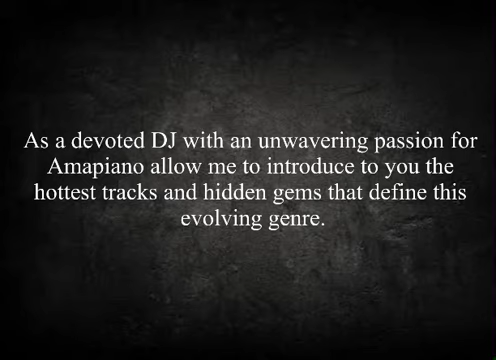 As a devoted DJ with an unwavering passion for
Amapiano allow me to introduce to you the
hottest tracks and hidden gems that define this
evolving genre.